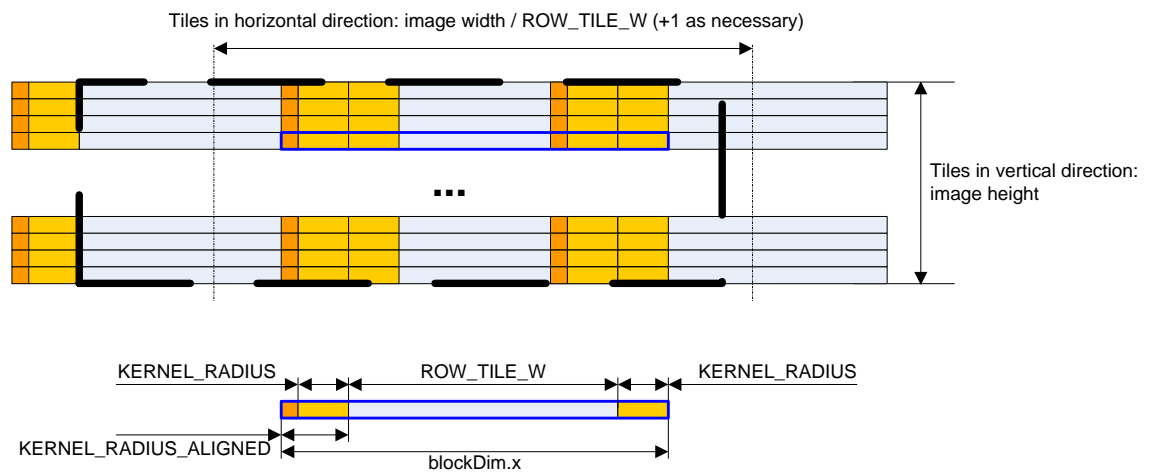 Tiles in horizontal direction: image width / ROW_TILE_W (+1 as necessary)
Tiles in vertical direction:
image height
...
KERNEL_RADIUS
ROW_TILE_W
KERNEL_RADIUS
KERNEL_RADIUS_ALIGNED
blockDim.x